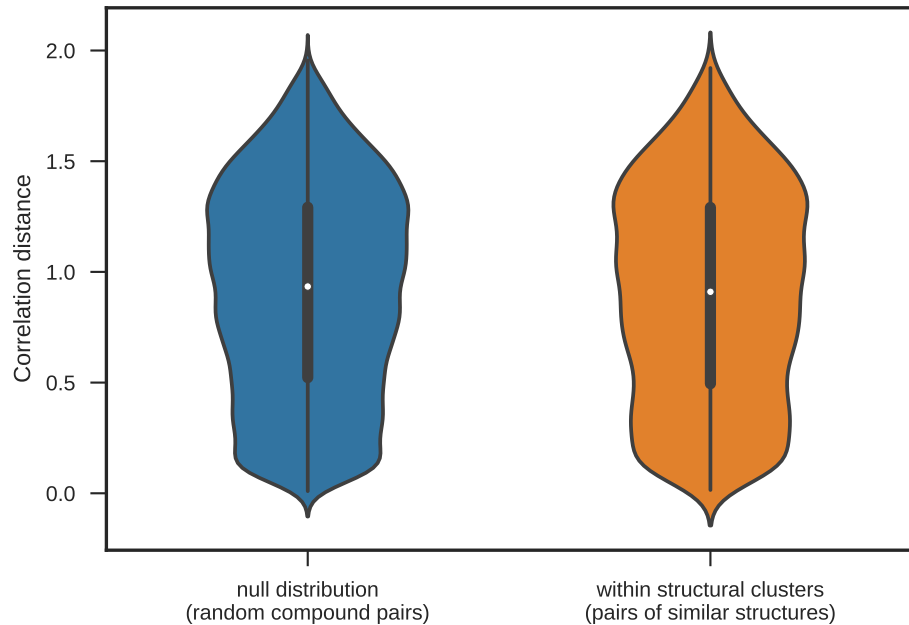 2.0
1.5
1.0
0.5
0.0
Correlation distance
null distribution
(random compound pairs)
within structural clusters
(pairs of similar structures)